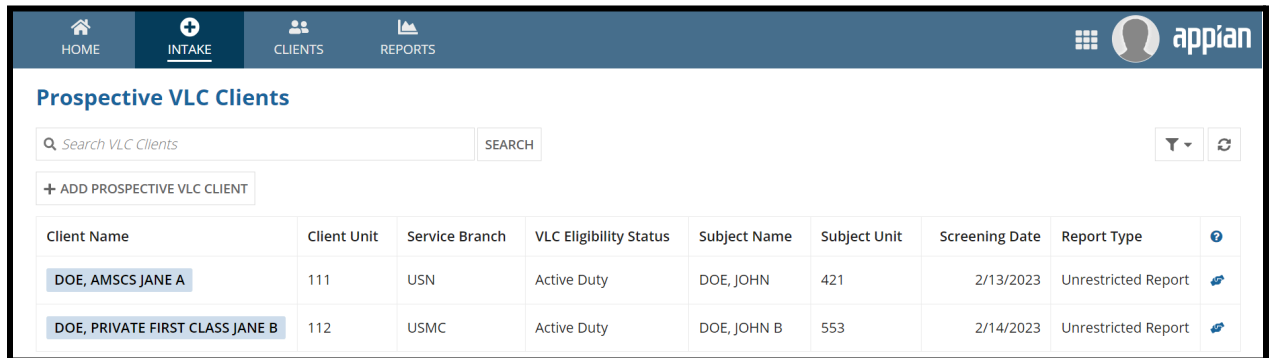 HOME INTAKE CLIENTS REPORTS appian
Prospective VLC Clients
Search VLC Clients SEARCH
+ ADD PROSPECTIVE VLC CLIENT
Client Name Client Unit Service Branch VLC Eligibility Status Subject Name Subject Unit Screening Date Report Type
DOE, AMSCS JANE A 111 USN Active Duty DOE, JOHN 421 2/13/2023 Unrestricted Report
DOE, PRIVATE FIRST CLASS JANE B 112 USMC Active Duty DOE, JOHN B 553 2/14/2023 Unrestricted Report